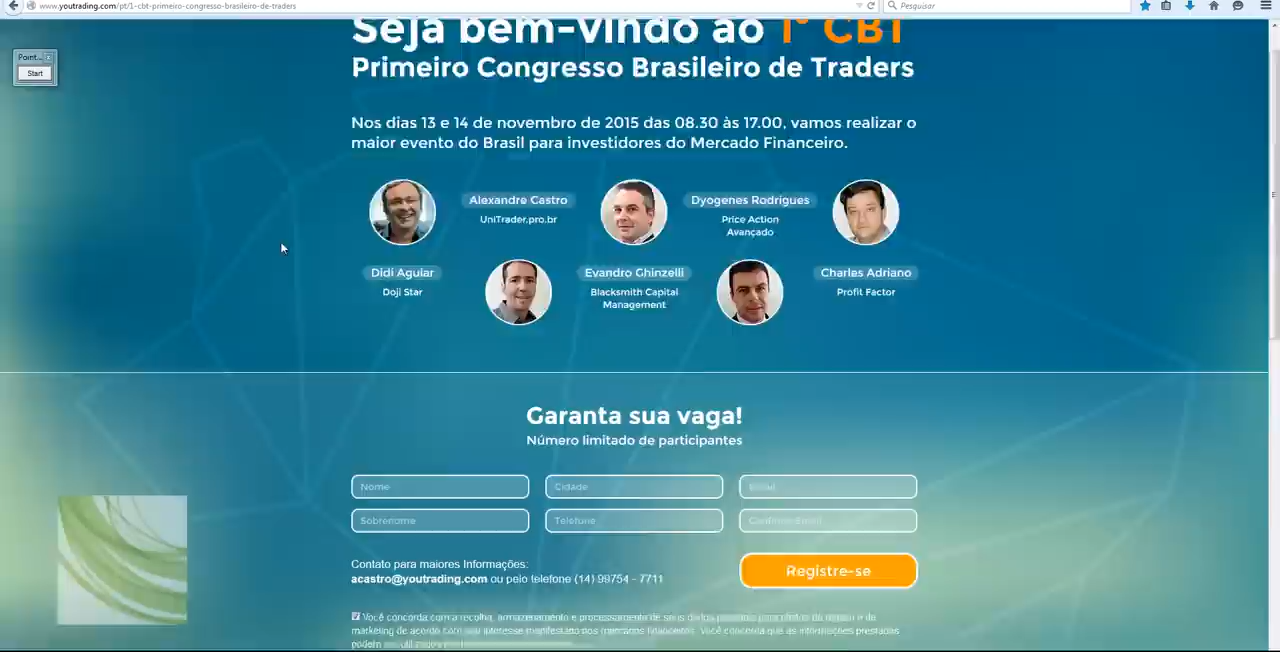 www.youtrading.com/pt/1-cbt-primeiro-congresso-brasileiro-de-traders
Pesquisar
Point...
Start
Seja bem-vindo ao 1º CBT
Primeiro Congresso Brasileiro de Traders
Nos dias 13 e 14 de novembro de 2015 das 08.30 às 17.00, vamos realizar o
maior evento do Brasil para investidores do Mercado Financeiro.
Alexandre Castro
UniTrader.pro.br
Dyogenes Rodrigues
Price Action
Avançado
Didi Aguiar
Doji Star
Evandro Ghinzelli
Blacksmith Capital
Management
Charles Adriano
Profit Factor
Garanta sua vaga!
Número limitado de participantes
Nome
Cidade
Email
Sobrenome
Telefone
Confirme Email
Contato para maiores Informações:
acastro@youtrading.com ou pelo telefone (14) 99754 - 7711
Registre-se
Você concorda com a recolha, armazenamento e processamento de seus dados
marketing de acordo com seu interesse manifestado nos mercados financeiros. Você concorda que as informações prestadas
podem